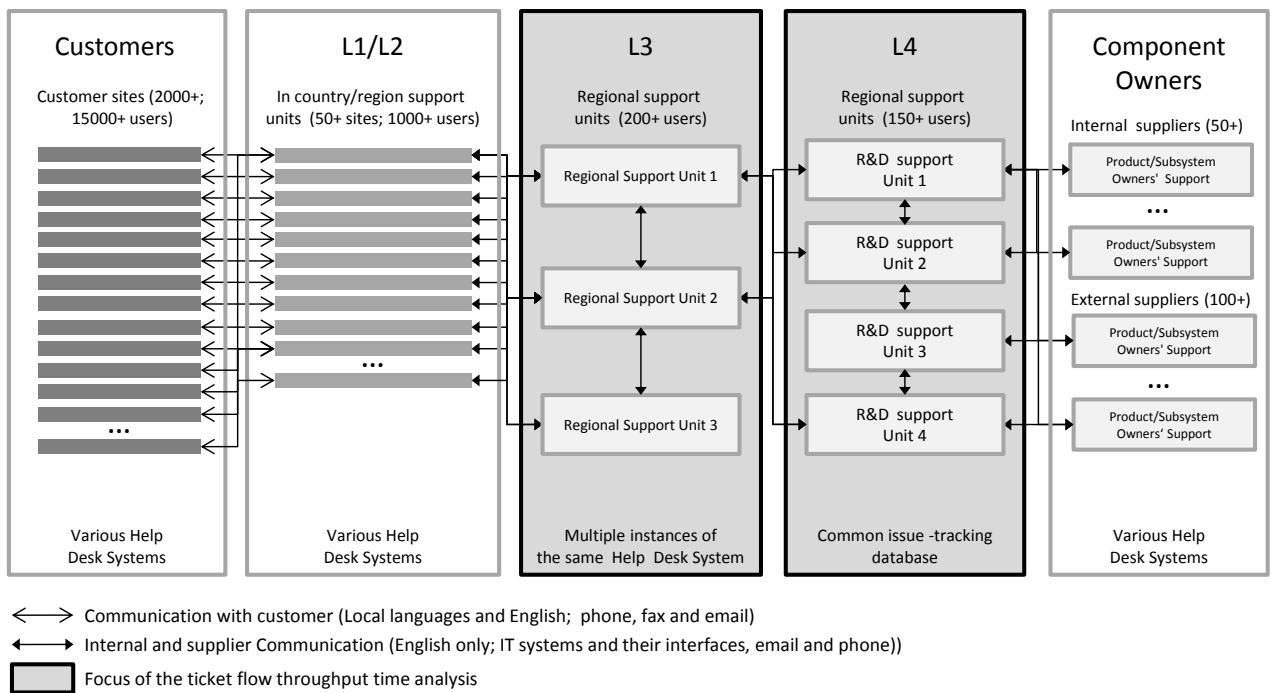 Customers
Customer sites (2000+;
15000+ users)
...
Various Help
Desk Systems
L1/L2
In country/region support
units (50+ sites; 1000+ users)
...
Various Help
Desk Systems
L3
Regional support
units (200+ users)
Regional Support Unit 1
Regional Support Unit 2
Regional Support Unit 3
Multiple instances of
the same Help Desk System
L4
Regional support
units (150+ users)
R&D support
Unit 1
R&D support
Unit 2
R&D support
Unit 3
R&D support
Unit 4
Common issue -tracking
database
Component
Owners
Internal suppliers (50+)
Product/Subsystem
Owners' Support
...
Product/Subsystem
Owners' Support
External suppliers (100+)
Product/Subsystem
Owners' Support
...
Product/Subsystem
Owners' Support
Various Help
Desk Systems
Communication with customer (Local languages and English; phone, fax and email)
Internal and supplier Communication (English only; IT systems and their interfaces, email and phone))
Focus of the ticket flow throughput time analysis